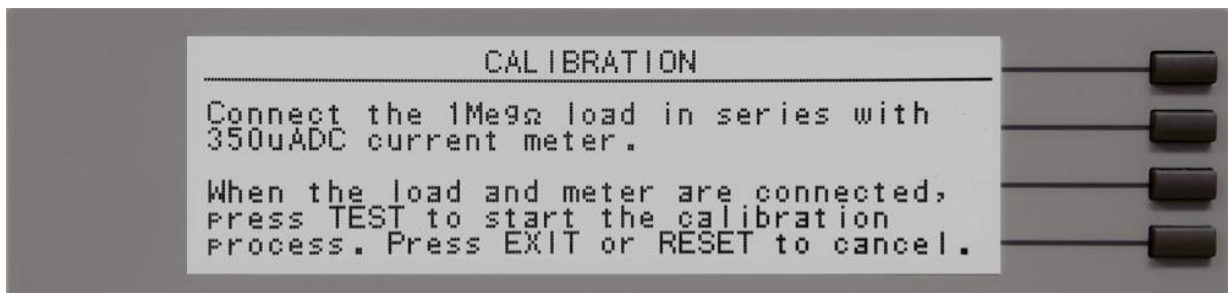 CALIBRATION
Connect the 1MegΩ load in series with
350uADC current meter.
When the load and meter are connected,
press TEST to start the calibration
process. Press EXIT or RESET to cancel.